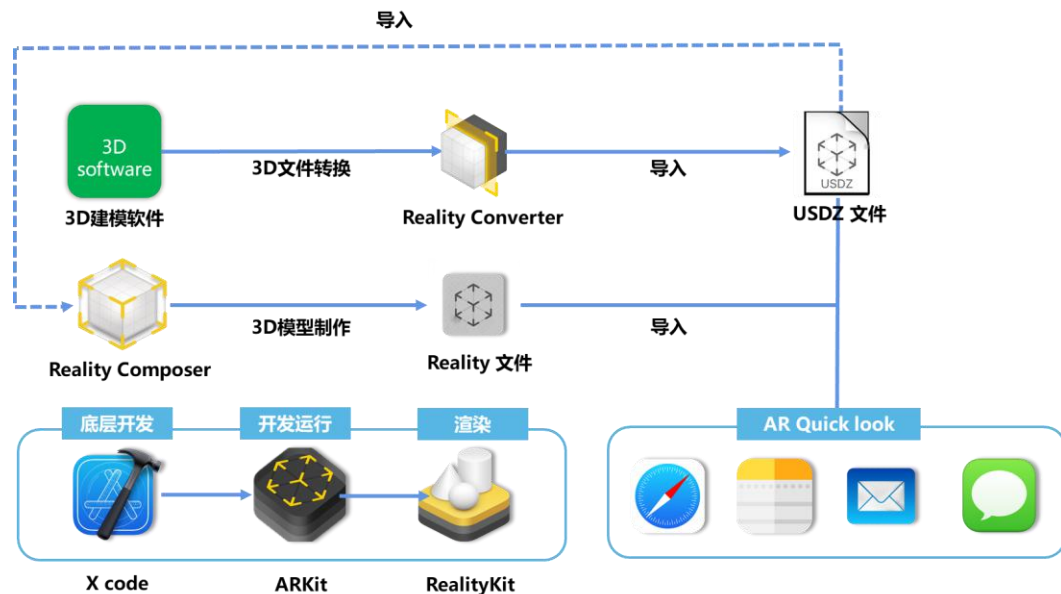 导入
3D
software
3D文件转换
导入
USDZ
3D建模软件
Reality Converter
USDZ 文件
3D模型制作
导入
Reality Composer
Reality 文件
底层开发
开发运行
渲染
AR Quick look
X code
ARKit
RealityKit